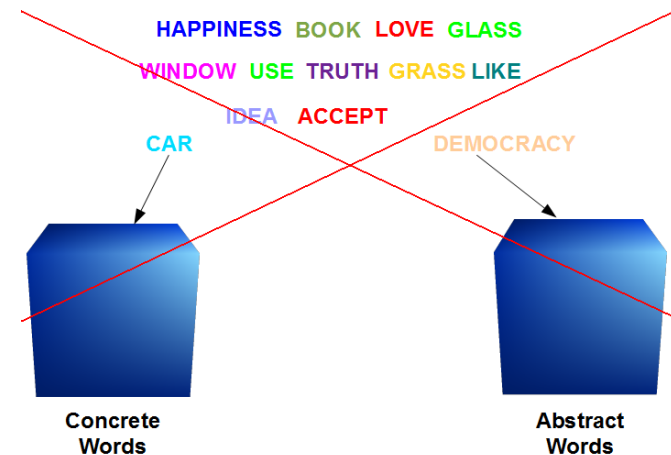 HAPPINESS BOOK LOVE GLASS
WINDOW USE TRUTH GRASS LIKE
IDEA ACCEPT
CAR DEMOCRACY
Concrete Abstract
Words Words